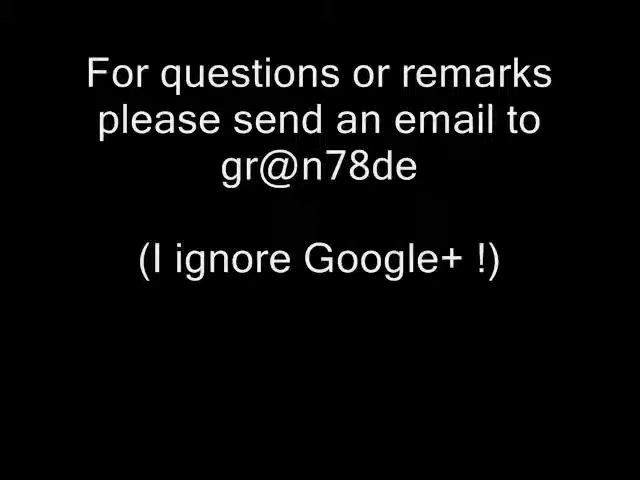 For questions or remarks
please send an email to
gr@n78de
(I ignore Google+ !)